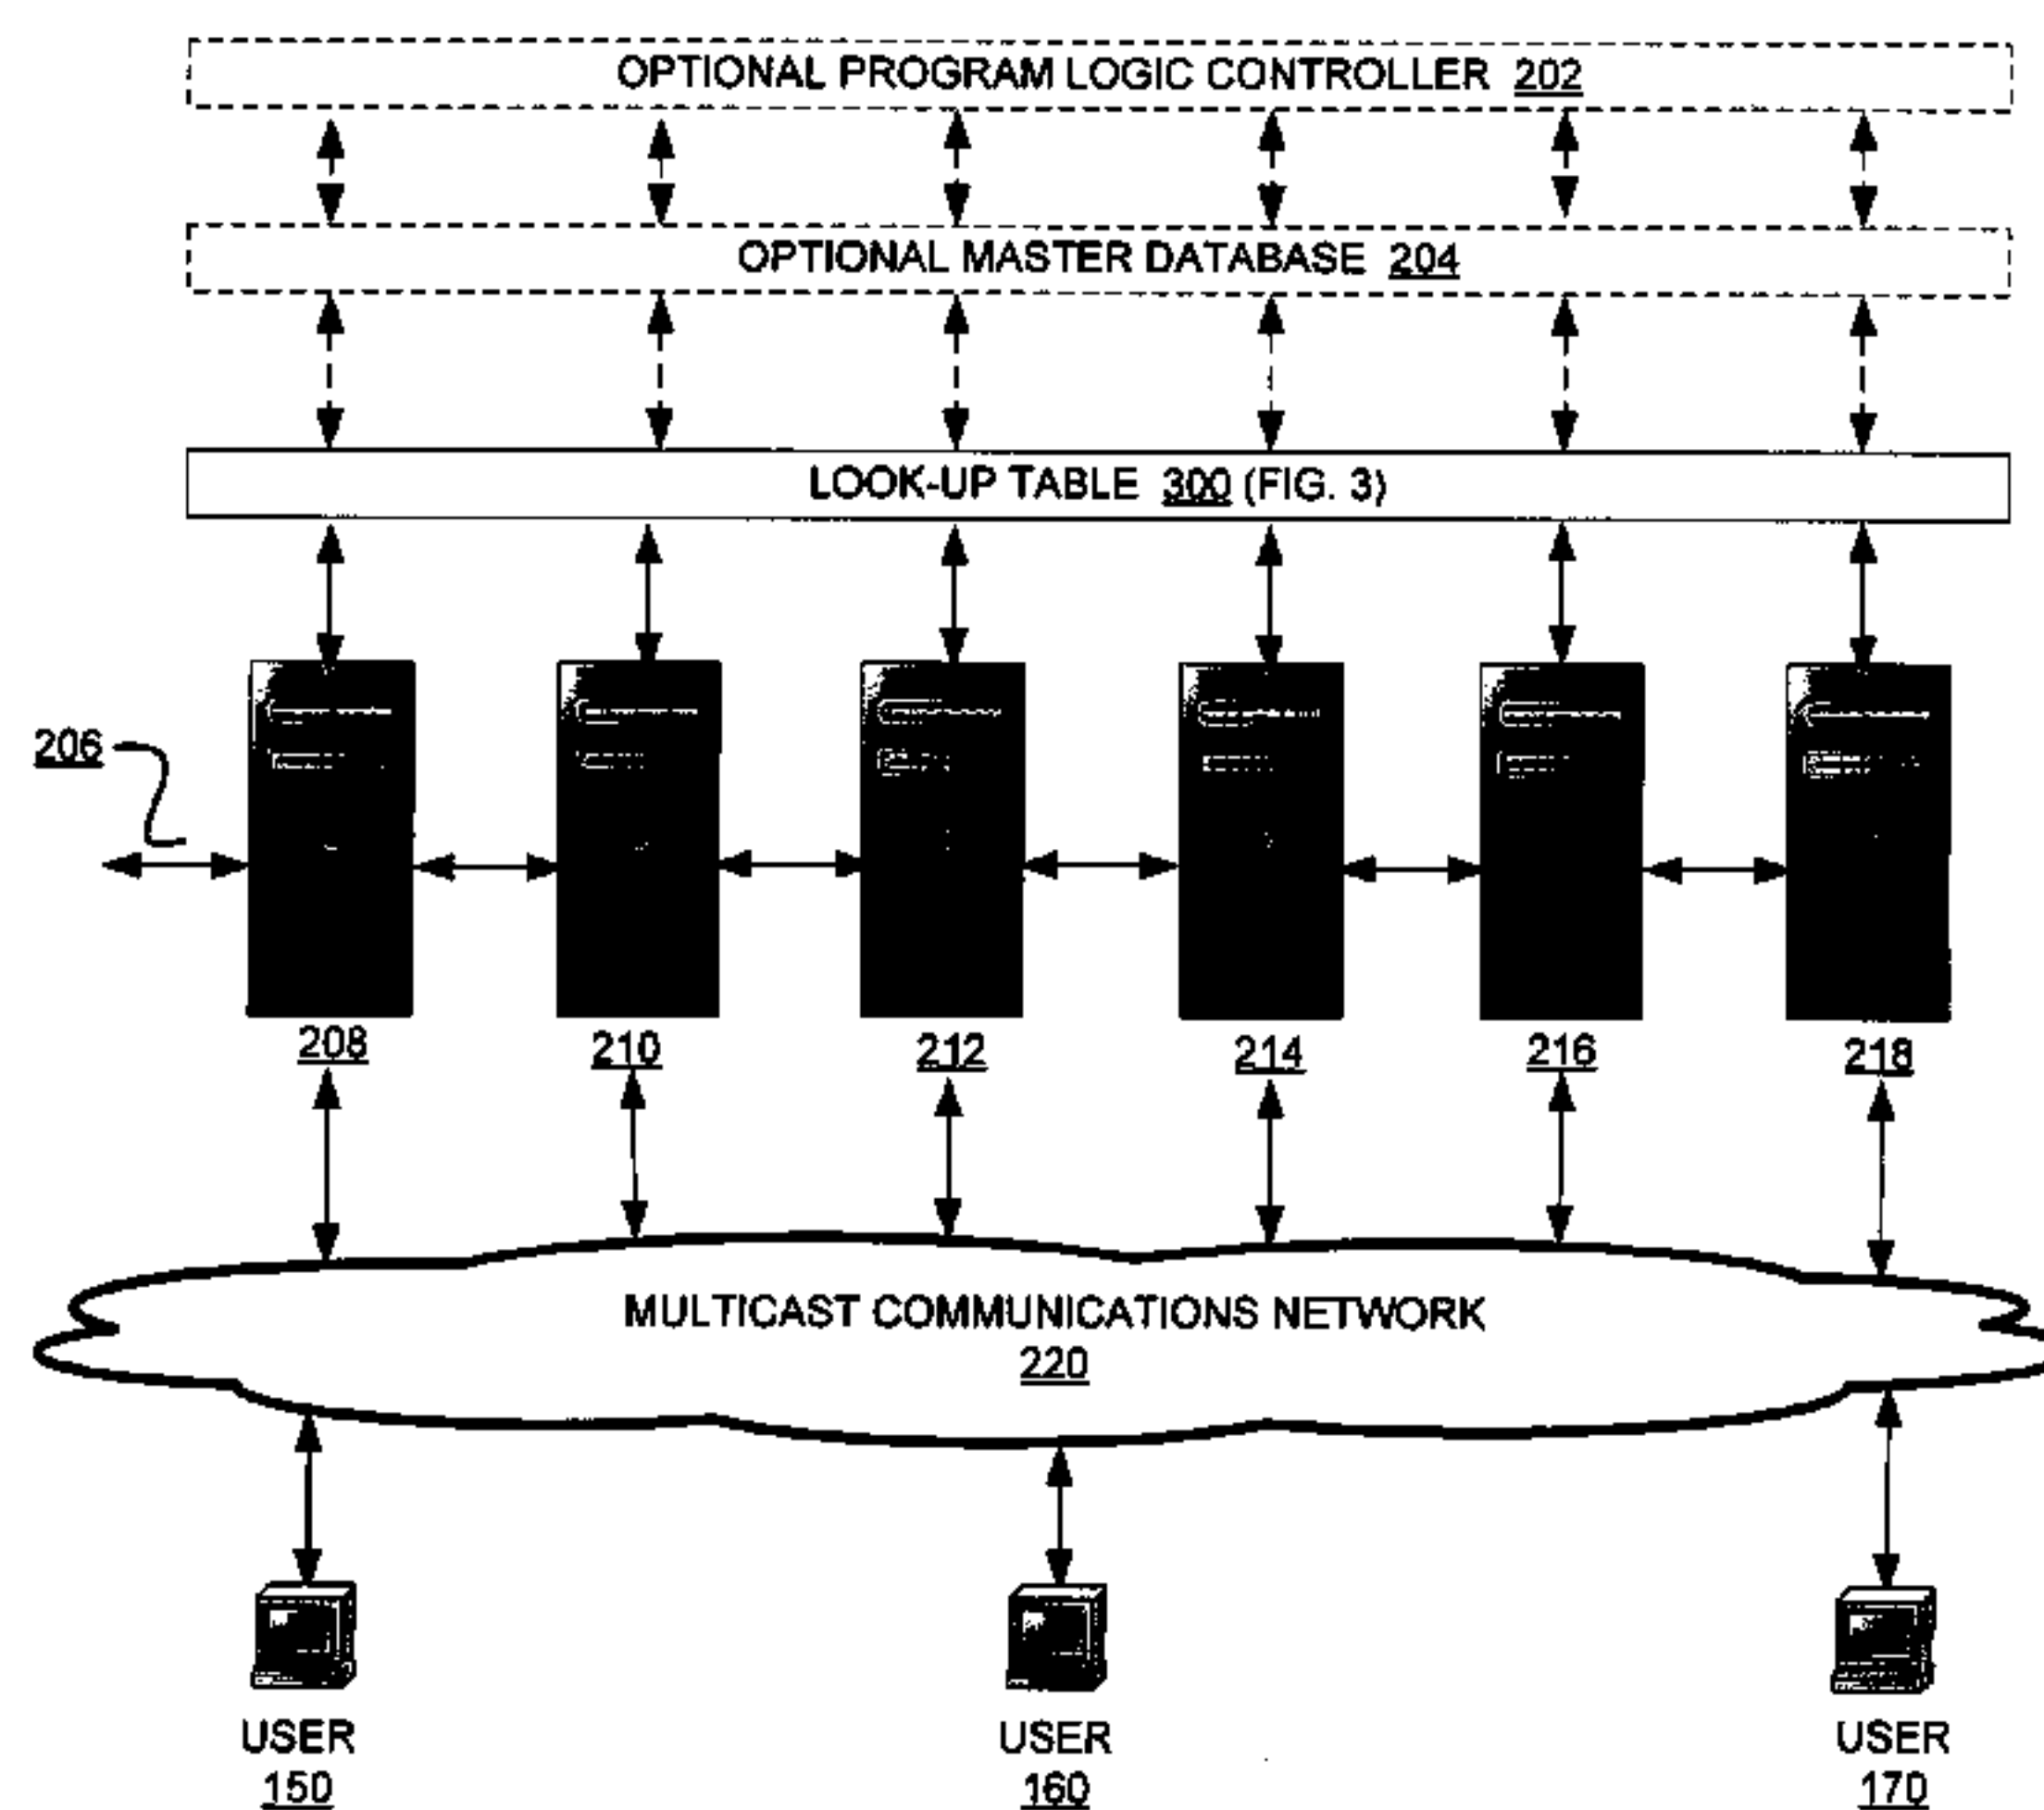 OPTIONAL PROGRAM LOGIC CONTROLLER 202
OPTIONAL MASTER DATABASE 204
LOOK-UP TABLE 300 (FIG. 3)
206
208 210 212 214 216 218
MULTICAST COMMUNICATIONS NETWORK
220
USER USER USER
150 160 170